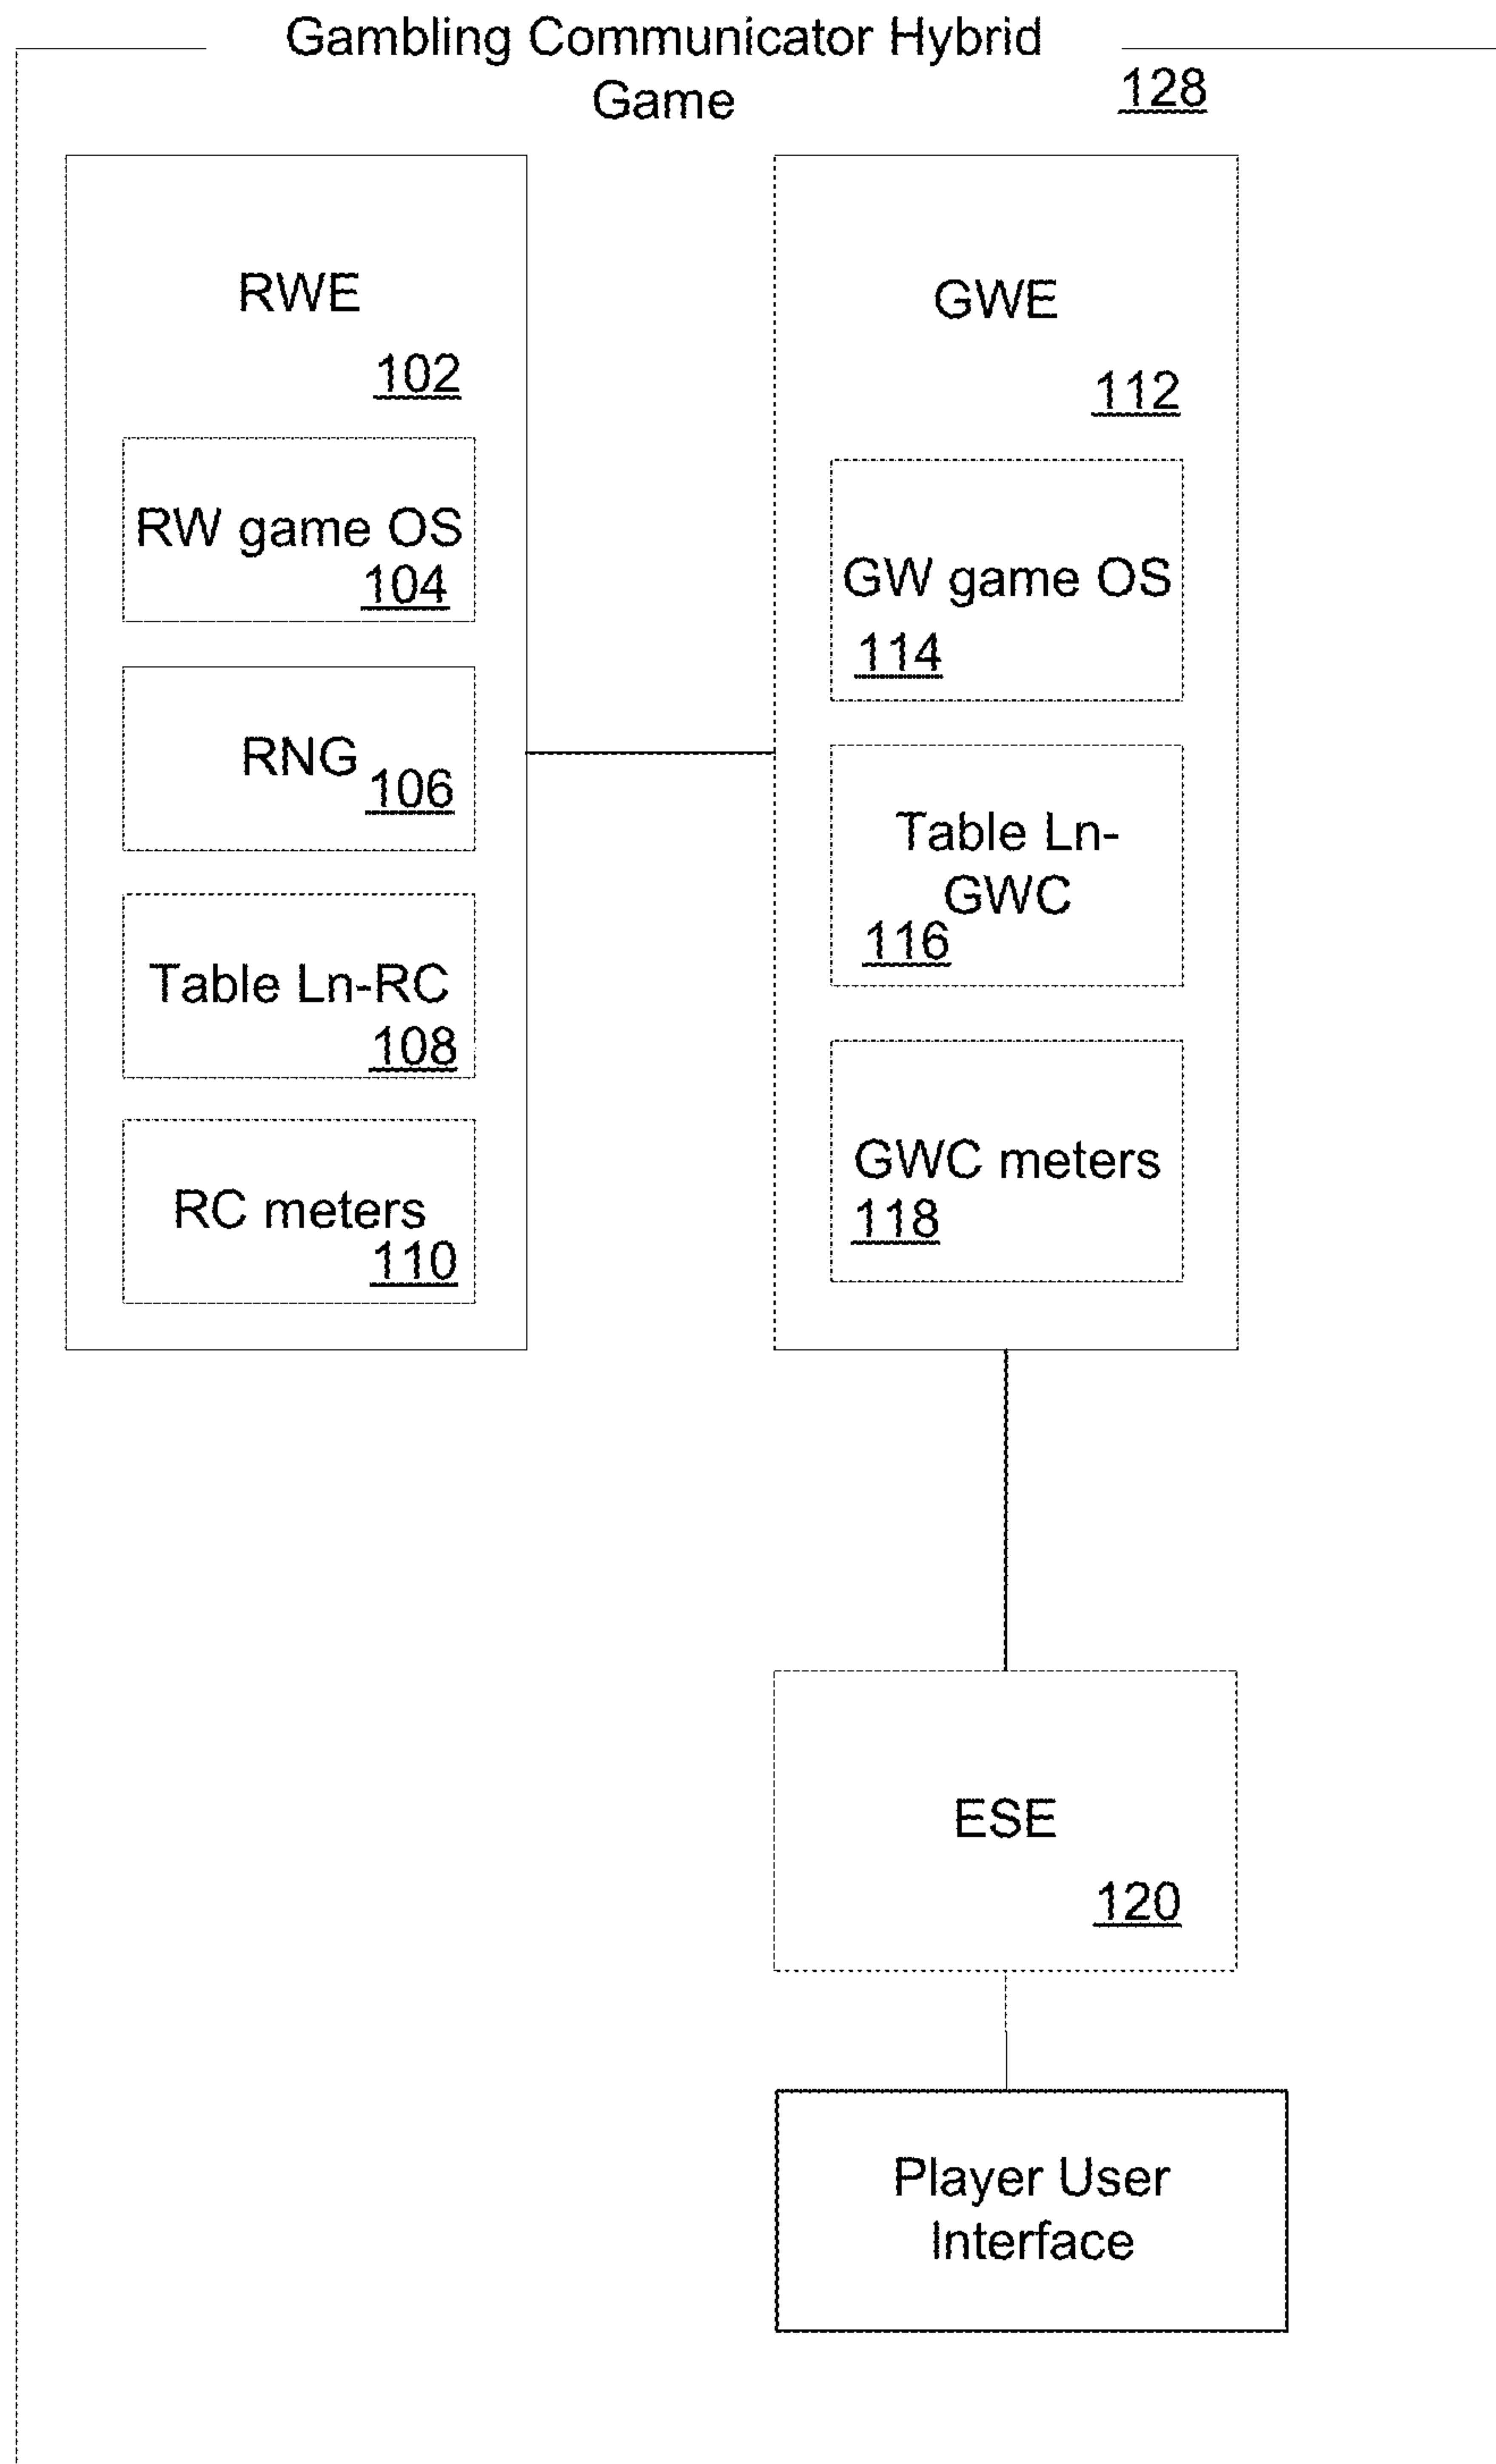 Gambling Communicator Hybrid
Game
128
RWE
102
RW game OS
104
RNG
106
Table Ln-RC
108
RC meters
110
GWE
112
GW game OS
114
Table Ln-
GWC
116
GWC meters
118
ESE
120
Player User
Interface